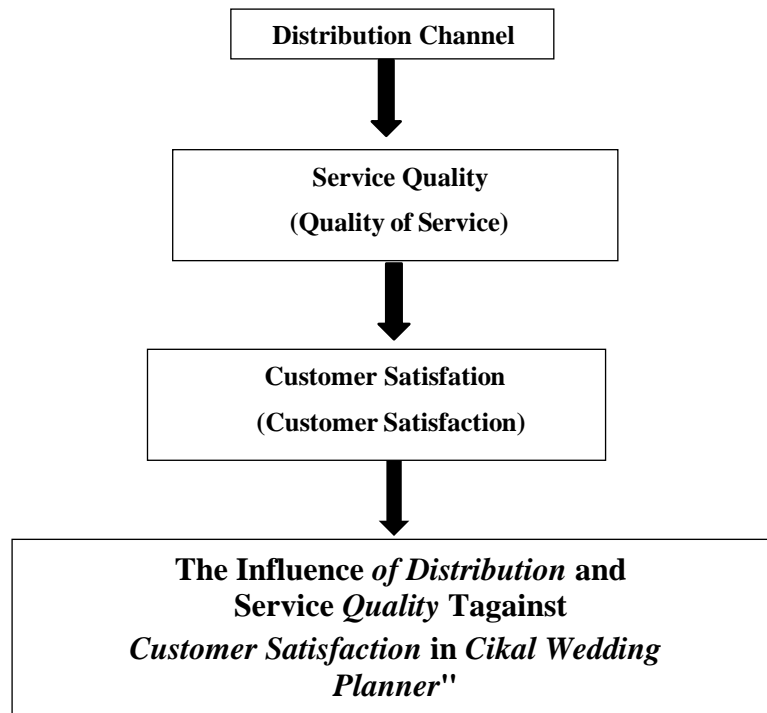 Distribution Channel
Service Quality
(Quality of Service)
Customer Satisfation
(Customer Satisfaction)
The Influence of Distribution and
Service Quality Tagainst
Customer Satisfaction in Cikal Wedding
Planner"